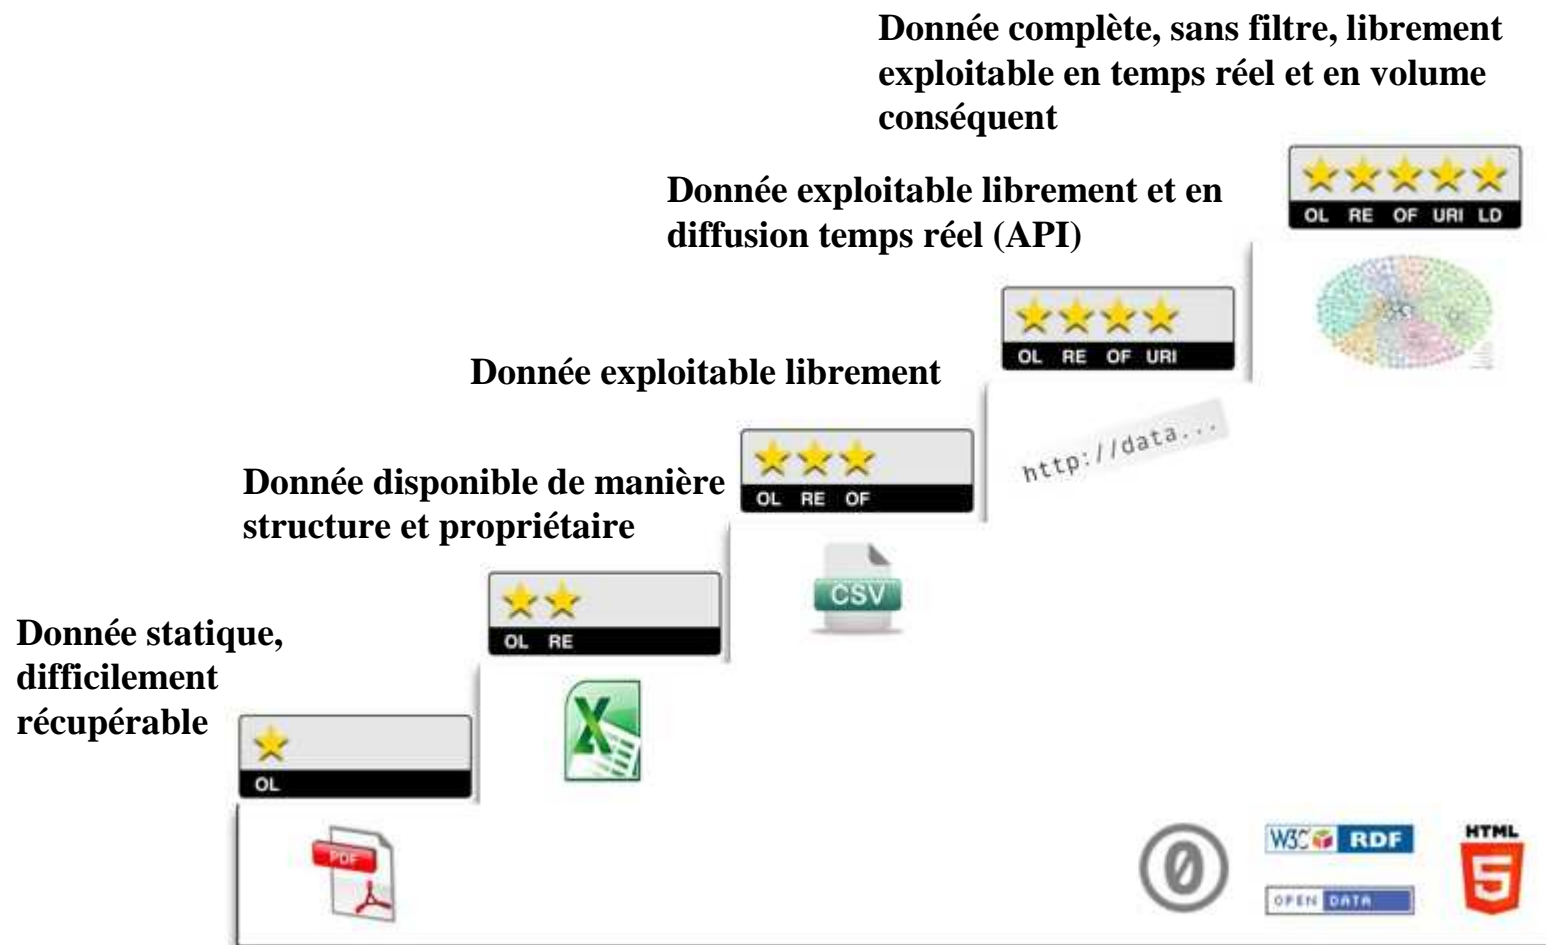 Donnée complète, sans filtre, librement
exploitable en temps réel et en volume
conséquent
OL RE OF URI LD
Donnée exploitable librement et en
diffusion temps réel (API)
OL RE OF URI
http://data...
Donnée exploitable librement
OL RE OF
CSV
Donnée disponible de manière
structure et propriétaire
OL RE
X
Donnée statique,
difficilement
récupérable
OL
PDF
0
W3C RDF
OPEN DATA
HTML
5